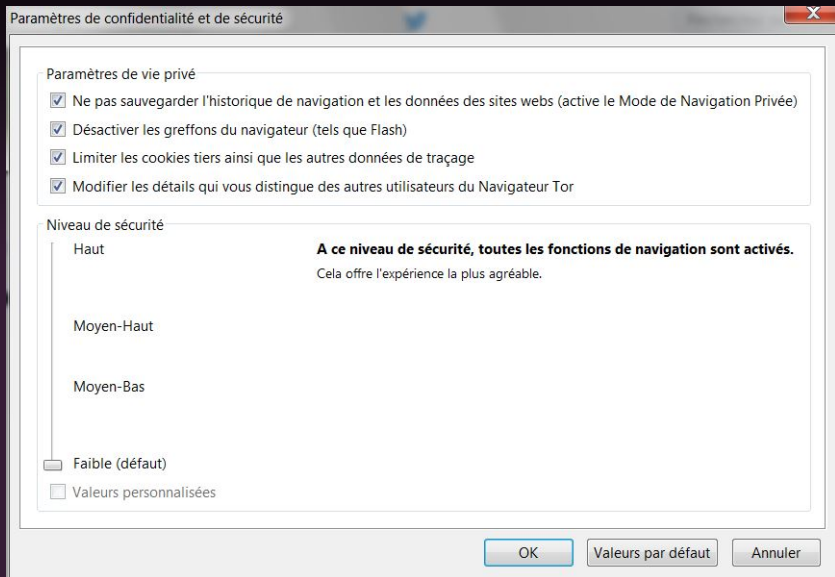 Paramètres de confidentialité et de sécurité
Paramètres de vie privé
Ne pas sauvegarder l'historique de navigation et les données des sites webs (active le Mode de Navigation Privée)
Désactiver les greffons du navigateur (tels que Flash)
Limiter les cookies tiers ainsi que les autres données de traçage
Modifier les détails qui vous distingue des autres utilisateurs du Navigateur Tor
Niveau de sécurité
Haut
A ce niveau de sécurité, toutes les fonctions de navigation sont activés.
Cela offre l'expérience la plus agréable.
Moyen-Haut
Moyen-Bas
Faible (défaut)
Valeurs personnalisées
OK
Valeurs par défaut
Annuler